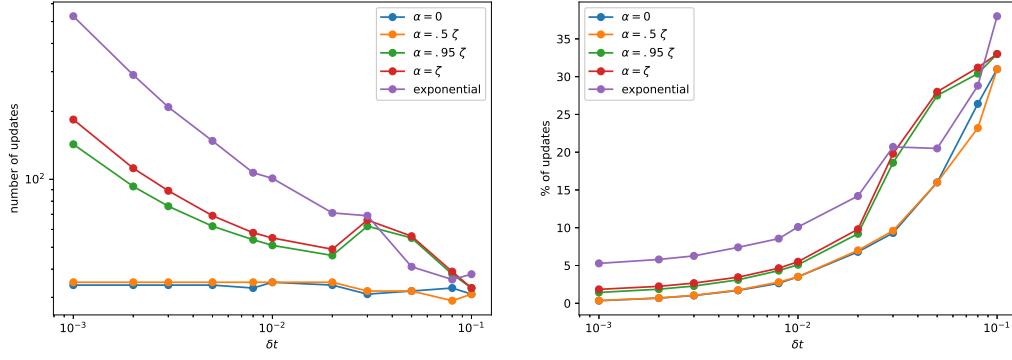 number of updates
10²
α = 0
α = .5 ζ
α = .95 ζ
α = ζ
exponential
10⁻³
10⁻²
10⁻¹
δt
% of updates
35
30
25
20
15
10
5
0
α = 0
α = .5 ζ
α = .95 ζ
α = ζ
exponential
10⁻³
10⁻²
10⁻¹
δt